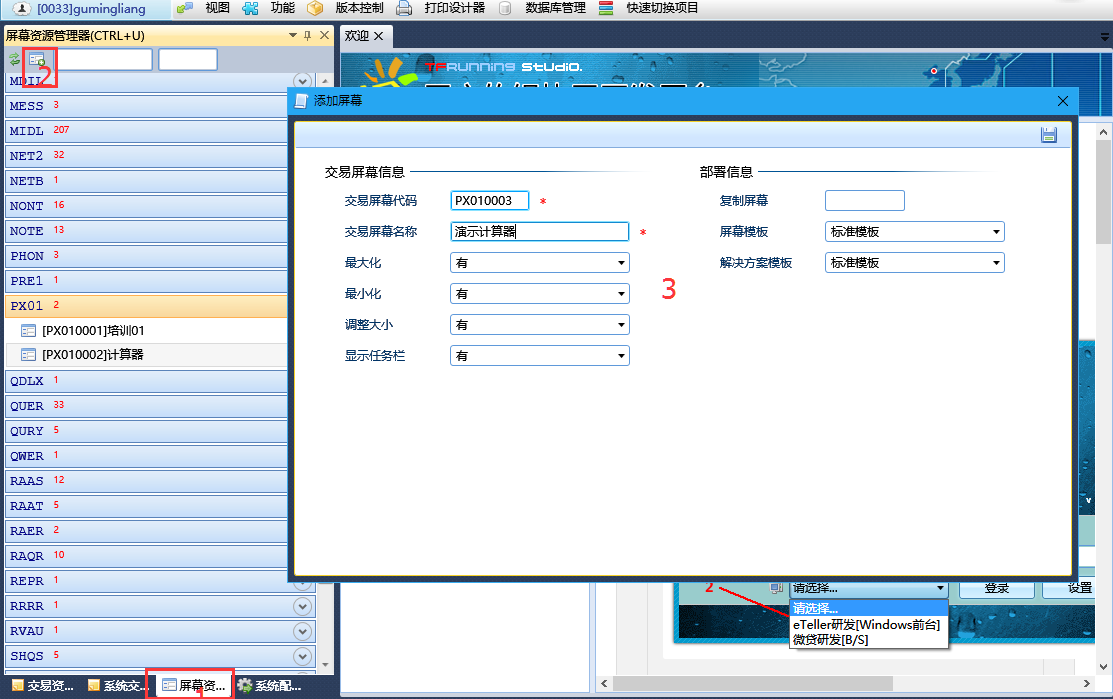 [0033]gumingliang 视图 功能 版本控制 打印设计器 数据库管理 快速切换项目
屏幕资源管理器(CTRL+U)
欢迎
2
TFRunning Studio.
MESS 3
MIDL 207
NET2 32
NETB 1
NONT 16
NOTE 13
PHON 3
PRE1 1
PX01 2
[PX010001]培训01
[PX010002]计算器
QDLX 1
QUER 33
QURY 5
QWER 1
RAAS 12
RAAT 5
RAER 2
RAQR 10
REPR 1
RRRR 1
RVAU 1
SHQS 5
交易资... 系统交... 屏幕资... 系统配...
1
添加屏幕
交易屏幕信息
交易屏幕代码 PX010003 *
交易屏幕名称 演示计算器 *
最大化 有
最小化 有
调整大小 有
显示任务栏 有
3
部署信息
复制屏幕
屏幕模板 标准模板
解决方案模板 标准模板
2 请选择... 登录 设置
请选择...
eTeller研发[Windows前台]
微贷研发[B/S]